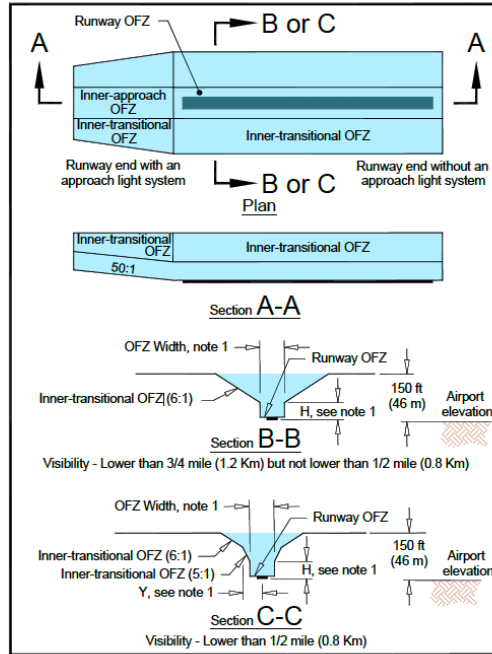 Runway OFZ
B or C
A
A
Inner-approach
OFZ
Inner-transitional
OFZ
Inner-transitional OFZ
Runway end with an
approach light system
Runway end without an
approach light system
B or C
Plan
Inner-transitional
OFZ
Inner-transitional OFZ
50:1
Section A-A
OFZ Width, note 1
Runway OFZ
Inner-transitional OFZ (6:1)
H, see note 1
150 ft
(46 m)
Airport
elevation
Section B-B
Visibility - Lower than 3/4 mile (1.2 Km) but not lower than 1/2 mile (0.8 Km)
OFZ Width, note 1
Runway OFZ
Inner-transitional OFZ (6:1)
Inner-transitional OFZ (5:1)
Y, see note 1
H, see note 1
150 ft
(46 m)
Airport
elevation
Section C-C
Visibility - Lower than 1/2 mile (0.8 Km)